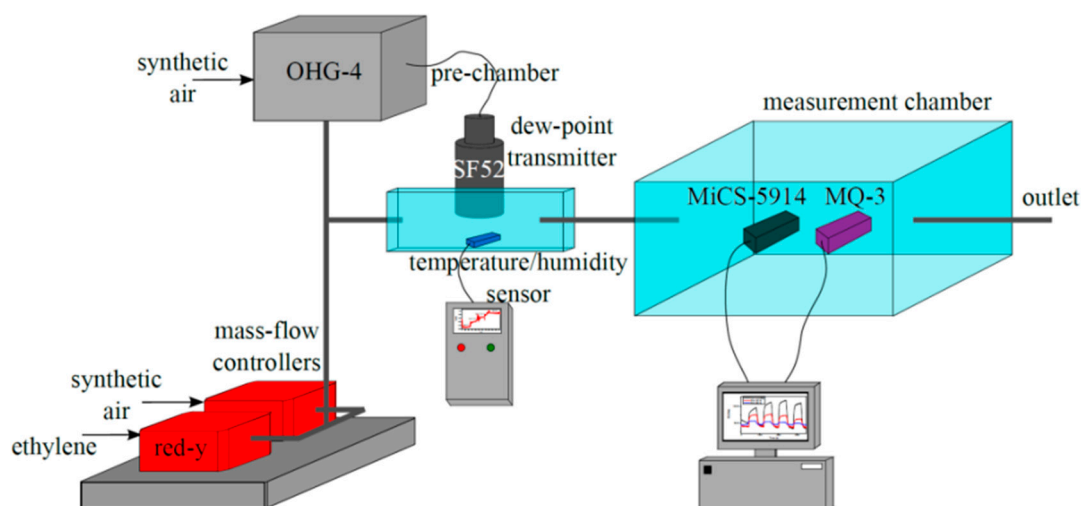 synthetic
air
OHG-4
pre-chamber
dew-point
transmitter
SF52
measurement chamber
MiCS-5914
MQ-3
outlet
temperature/humidity
sensor
mass-flow
controllers
synthetic
air
ethylene
red-y